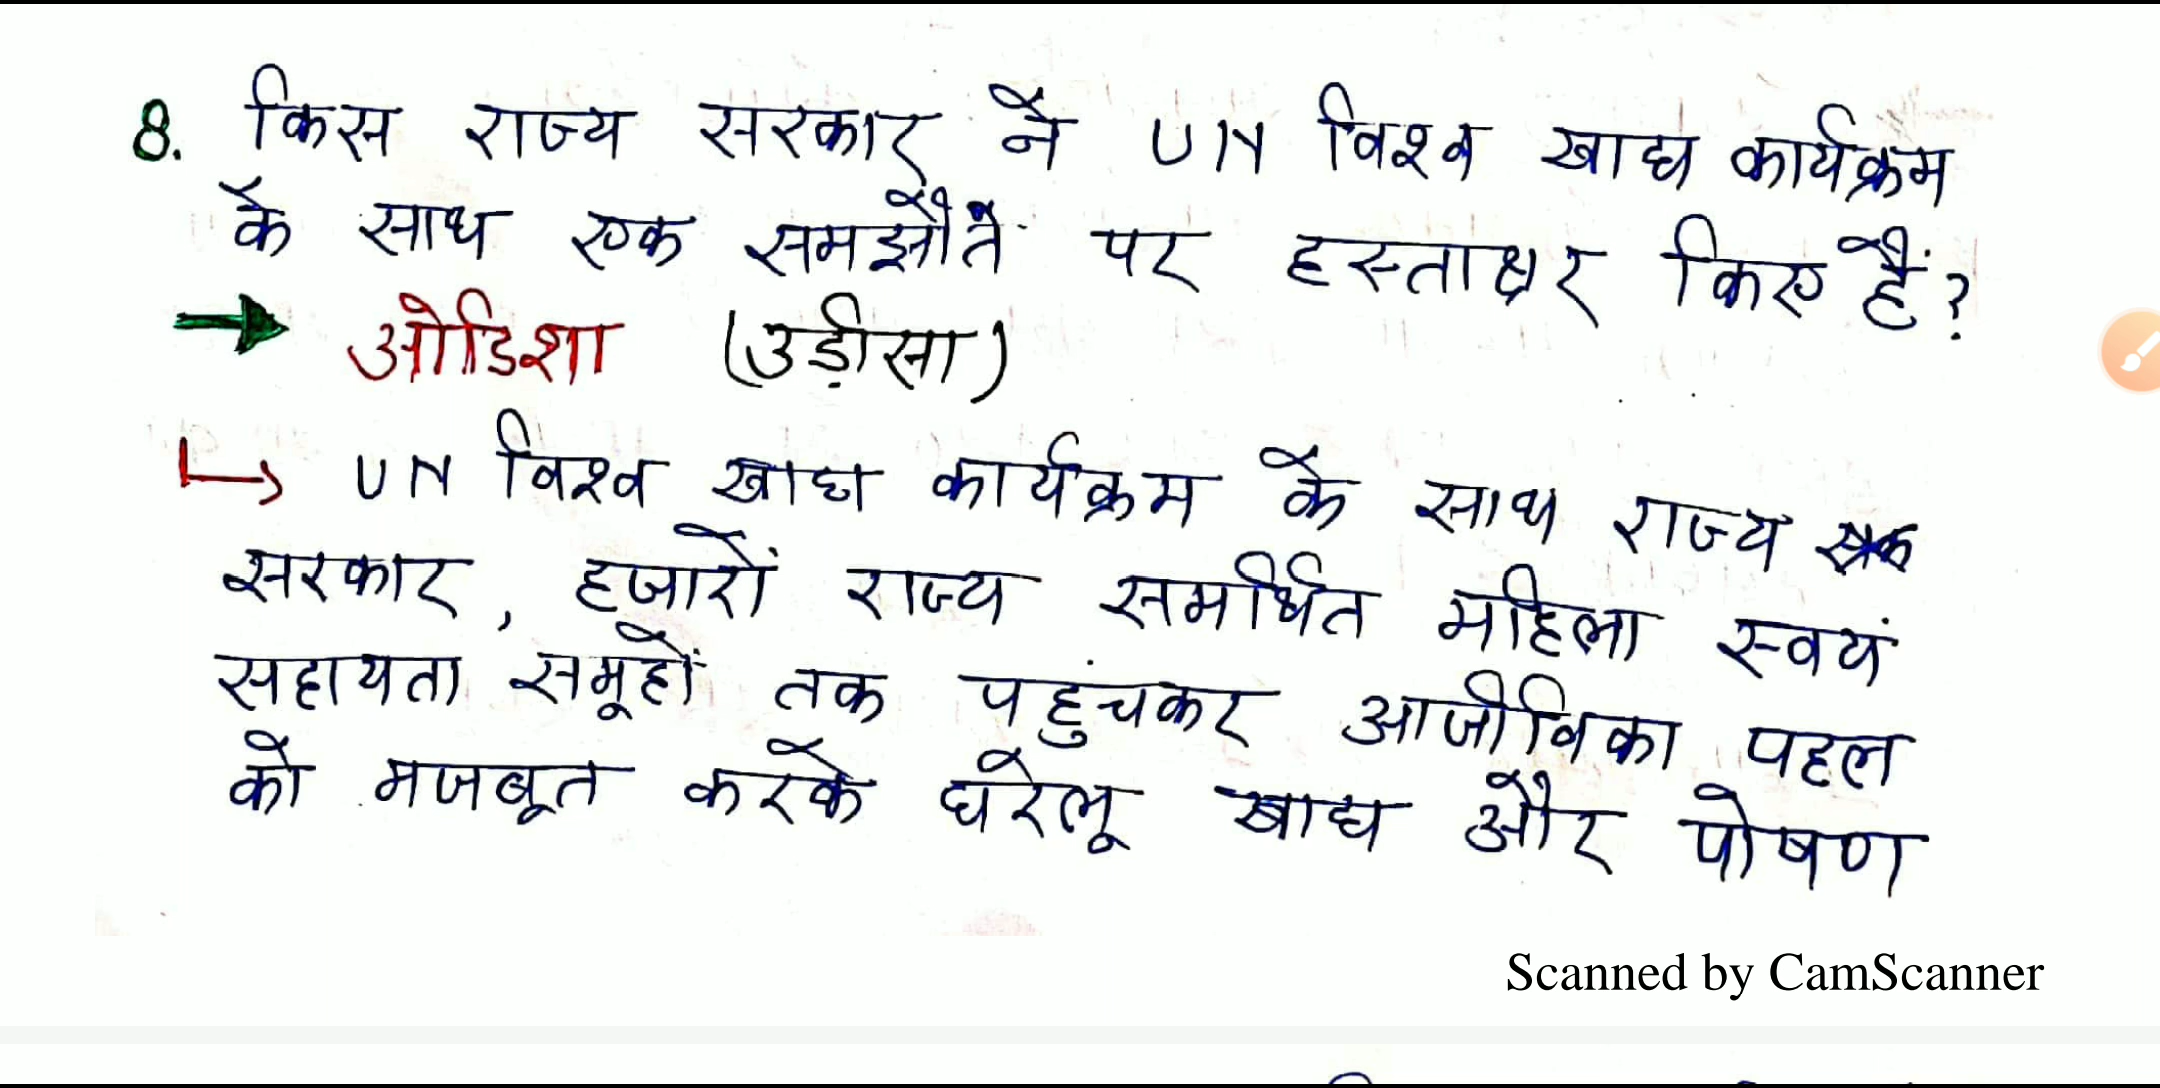 8. किस राज्य सरकार ने UN विश्व खाद्य कार्यक्रम
के साथ एक समझौते पर हस्ताक्षर किए हैं?
→ ओडिशा (उड़ीसा)
↳ UN विश्व खाद्य कार्यक्रम के साथ राज्य
सरकार, हजारों राज्य समर्थित महिला स्वयं
सहायता समूहों तक पहुंचकर आजीविका पहल
को मजबूत करके घरेलू खाद्य और पोषण
Scanned by CamScanner